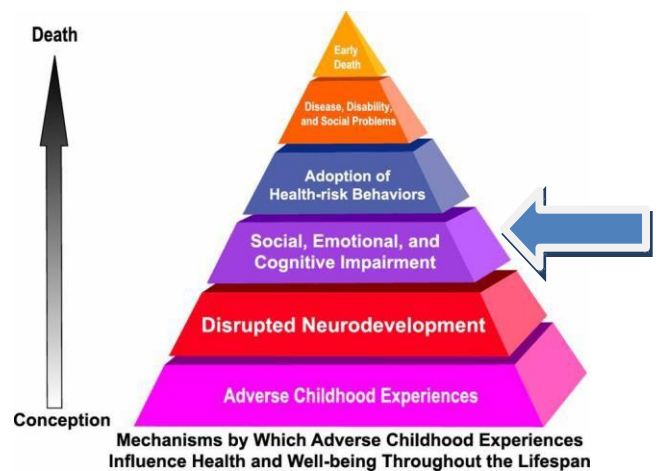 Death
Early
Death
Disease, Disability,
and Social Problems
Adoption of
Health-risk Behaviors
Social, Emotional, and
Cognitive Impairment
Disrupted Neurodevelopment
Adverse Childhood Experiences
Conception
Mechanisms by Which Adverse Childhood Experiences
Influence Health and Well-being Throughout the Lifespan